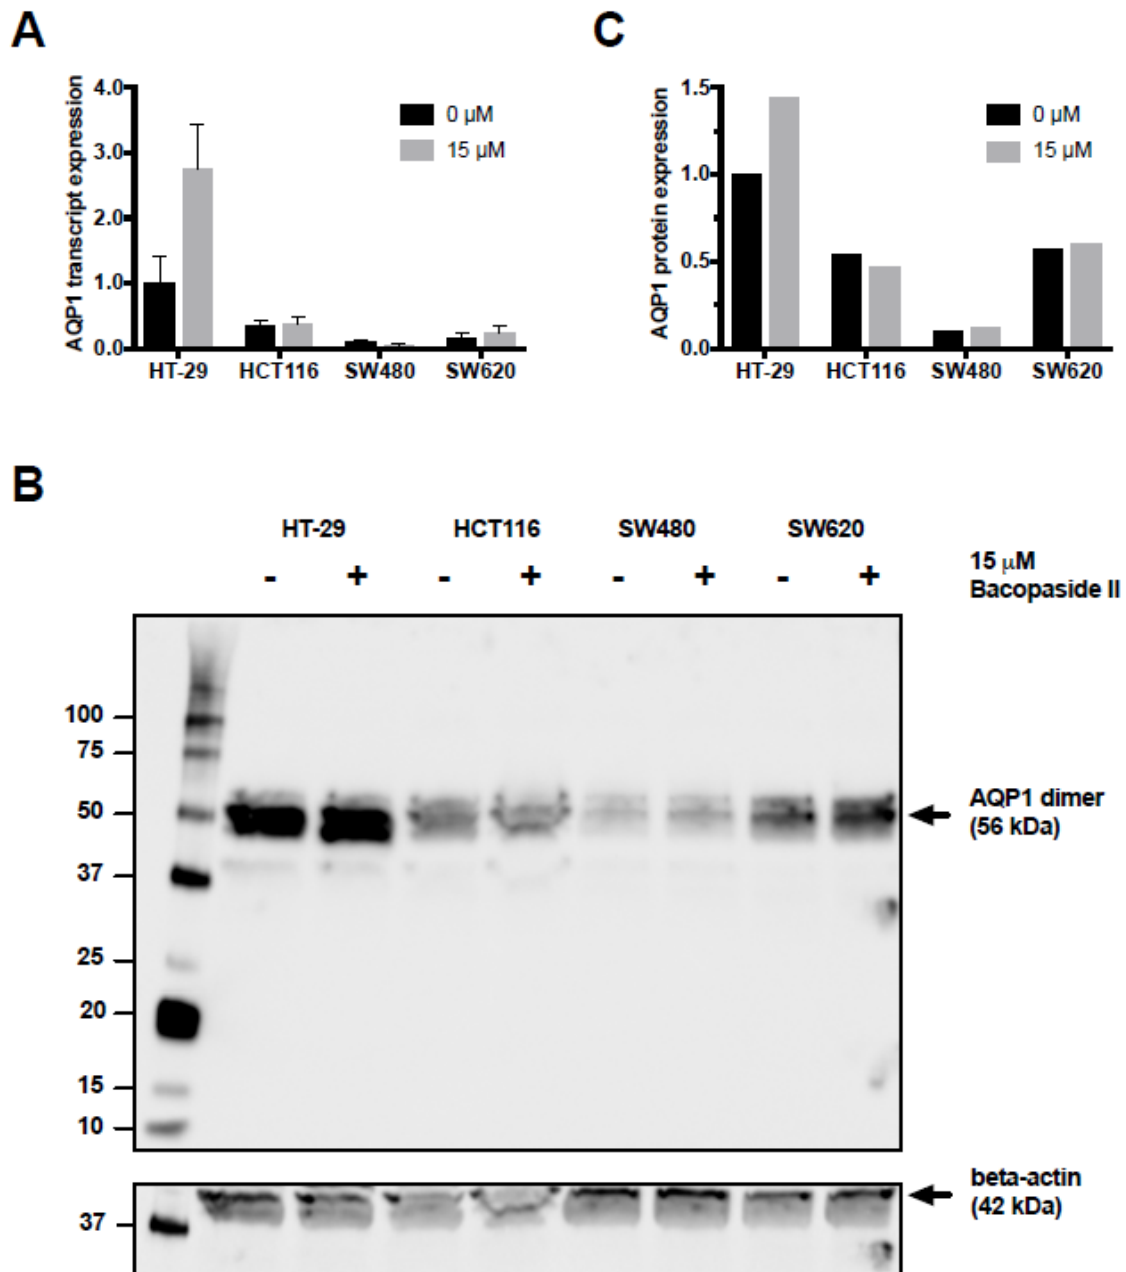 A
AQP1 transcript expression
4.0
3.0
2.0
1.0
0.0
0 µM
15 µM
HT-29 HCT116 SW480 SW620
C
AQP1 protein expression
1.5
1.0
0.5
0.0
0 µM
15 µM
HT-29 HCT116 SW480 SW620
B
HT-29 HCT116 SW480 SW620
- + - + - + - +
15 µM
Bacopaside II
100
75
50
37
25
20
15
10
AQP1 dimer
(56 kDa)
37
beta-actin
(42 kDa)